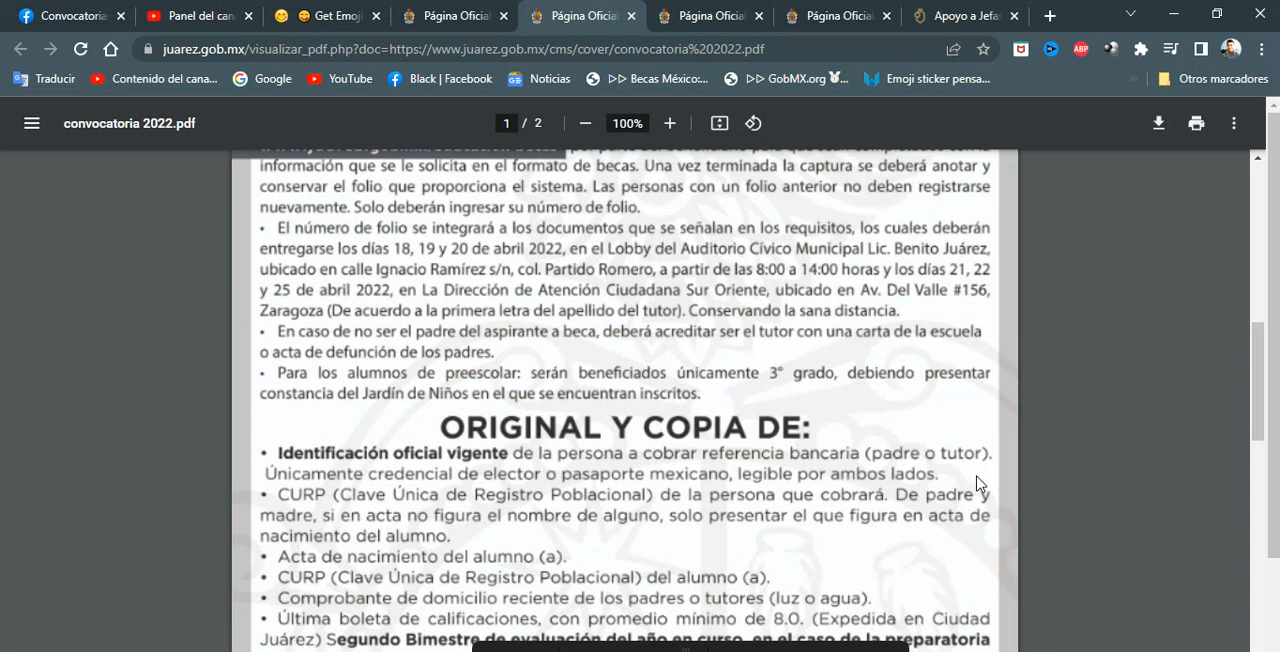 Convocatoria
Panel del can
Get Emoji
Página Oficial
Página Oficial
Página Oficial
Página Oficial
Apoyo a Jefas
juarez.gob.mx/visualizar_pdf.php?doc=https://www.juarez.gob.mx/cms/cover/convocatoria%202022.pdf
ABP
Traducir
Contenido del cana...
Google
YouTube
Black | Facebook
Noticias
▷▷ Becas México:...
▷▷ GobMX.org 🐰...
Emoji sticker pensa...
»
Otros marcadores
convocatoria 2022.pdf
1 / 2
100%
información que se le solicita en el formato de becas. Una vez terminada la captura se deberá anotar y
conservar el folio que proporciona el sistema. Las personas con un folio anterior no deben registrarse
nuevamente. Solo deberán ingresar su número de folio.
• El número de folio se integrará a los documentos que se señalan en los requisitos, los cuales deberán
entregarse los días 18, 19 y 20 de abril 2022, en el Lobby del Auditorio Cívico Municipal Lic. Benito Juárez,
ubicado en calle Ignacio Ramírez s/n, col. Partido Romero, a partir de las 8:00 a 14:00 horas y los días 21, 22
y 25 de abril 2022, en La Dirección de Atención Ciudadana Sur Oriente, ubicado en Av. Del Valle #156,
Zaragoza (De acuerdo a la primera letra del apellido del tutor). Conservando la sana distancia.
• En caso de no ser el padre del aspirante a beca, deberá acreditar ser el tutor con una carta de la escuela
o acta de defunción de los padres.
• Para los alumnos de preescolar: serán beneficiados únicamente 3° grado, debiendo presentar
constancia del Jardín de Niños en el que se encuentran inscritos.
ORIGINAL Y COPIA DE:
• Identificación oficial vigente de la persona a cobrar referencia bancaria (padre o tutor).
Únicamente credencial de elector o pasaporte mexicano, legible por ambos lados.
• CURP (Clave Única de Registro Poblacional) de la persona que cobrará. De padre y
madre, si en acta no figura el nombre de alguno, solo presentar el que figura en acta de
nacimiento del alumno.
• Acta de nacimiento del alumno (a).
• CURP (Clave Única de Registro Poblacional) del alumno (a).
• Comprobante de domicilio reciente de los padres o tutores (luz o agua).
• Última boleta de calificaciones, con promedio mínimo de 8.0. (Expedida en Ciudad
Juárez) Segundo Bimestre de evaluación del año en curso, en el caso de la preparatoria